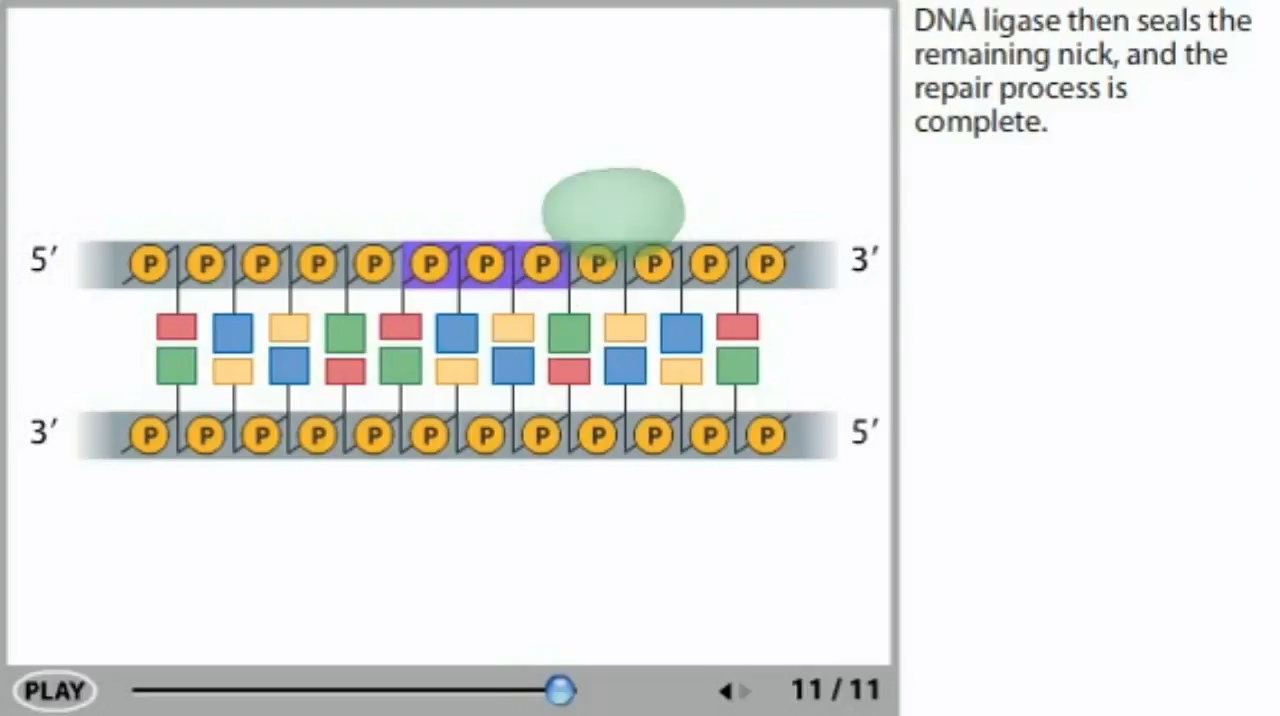 DNA ligase then seals the
remaining nick, and the
repair process is
complete.
5′ P P P P P P P P P P P P 3′
3′ P P P P P P P P P P P P 5′
PLAY 11 / 11